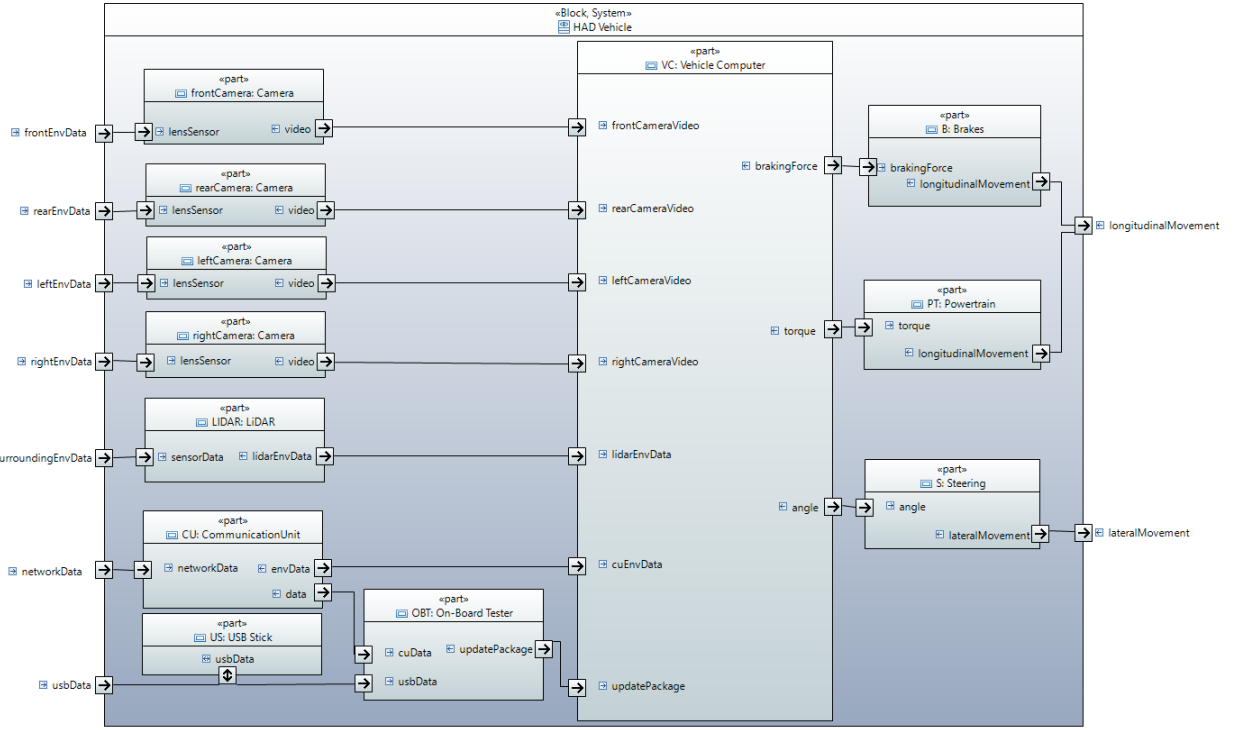 «Block, System»
HAD Vehicle
«part»
VC: Vehicle Computer
«part»
frontCamera: Camera
frontEnvData
lensSensor
video
frontCameraVideo
«part»
B: Brakes
brakingForce
brakingForce
longitudinalMovement
«part»
rearCamera: Camera
rearEnvData
lensSensor
video
rearCameraVideo
longitudinalMovement
«part»
leftCamera: Camera
leftEnvData
lensSensor
video
leftCameraVideo
«part»
PT: Powertrain
torque
torque
longitudinalMovement
«part»
rightCamera: Camera
rightEnvData
lensSensor
video
rightCameraVideo
«part»
LIDAR: LiDAR
urroundingEnvData
sensorData
lidarEnvData
lidarEnvData
«part»
S: Steering
angle
angle
lateralMovement
lateralMovement
«part»
CU: CommunicationUnit
networkData
networkData
envData
data
cuEnvData
«part»
OBT: On-Board Tester
cuData
updatePackage
usbData
«part»
US: USB Stick
usbData
usbData
updatePackage